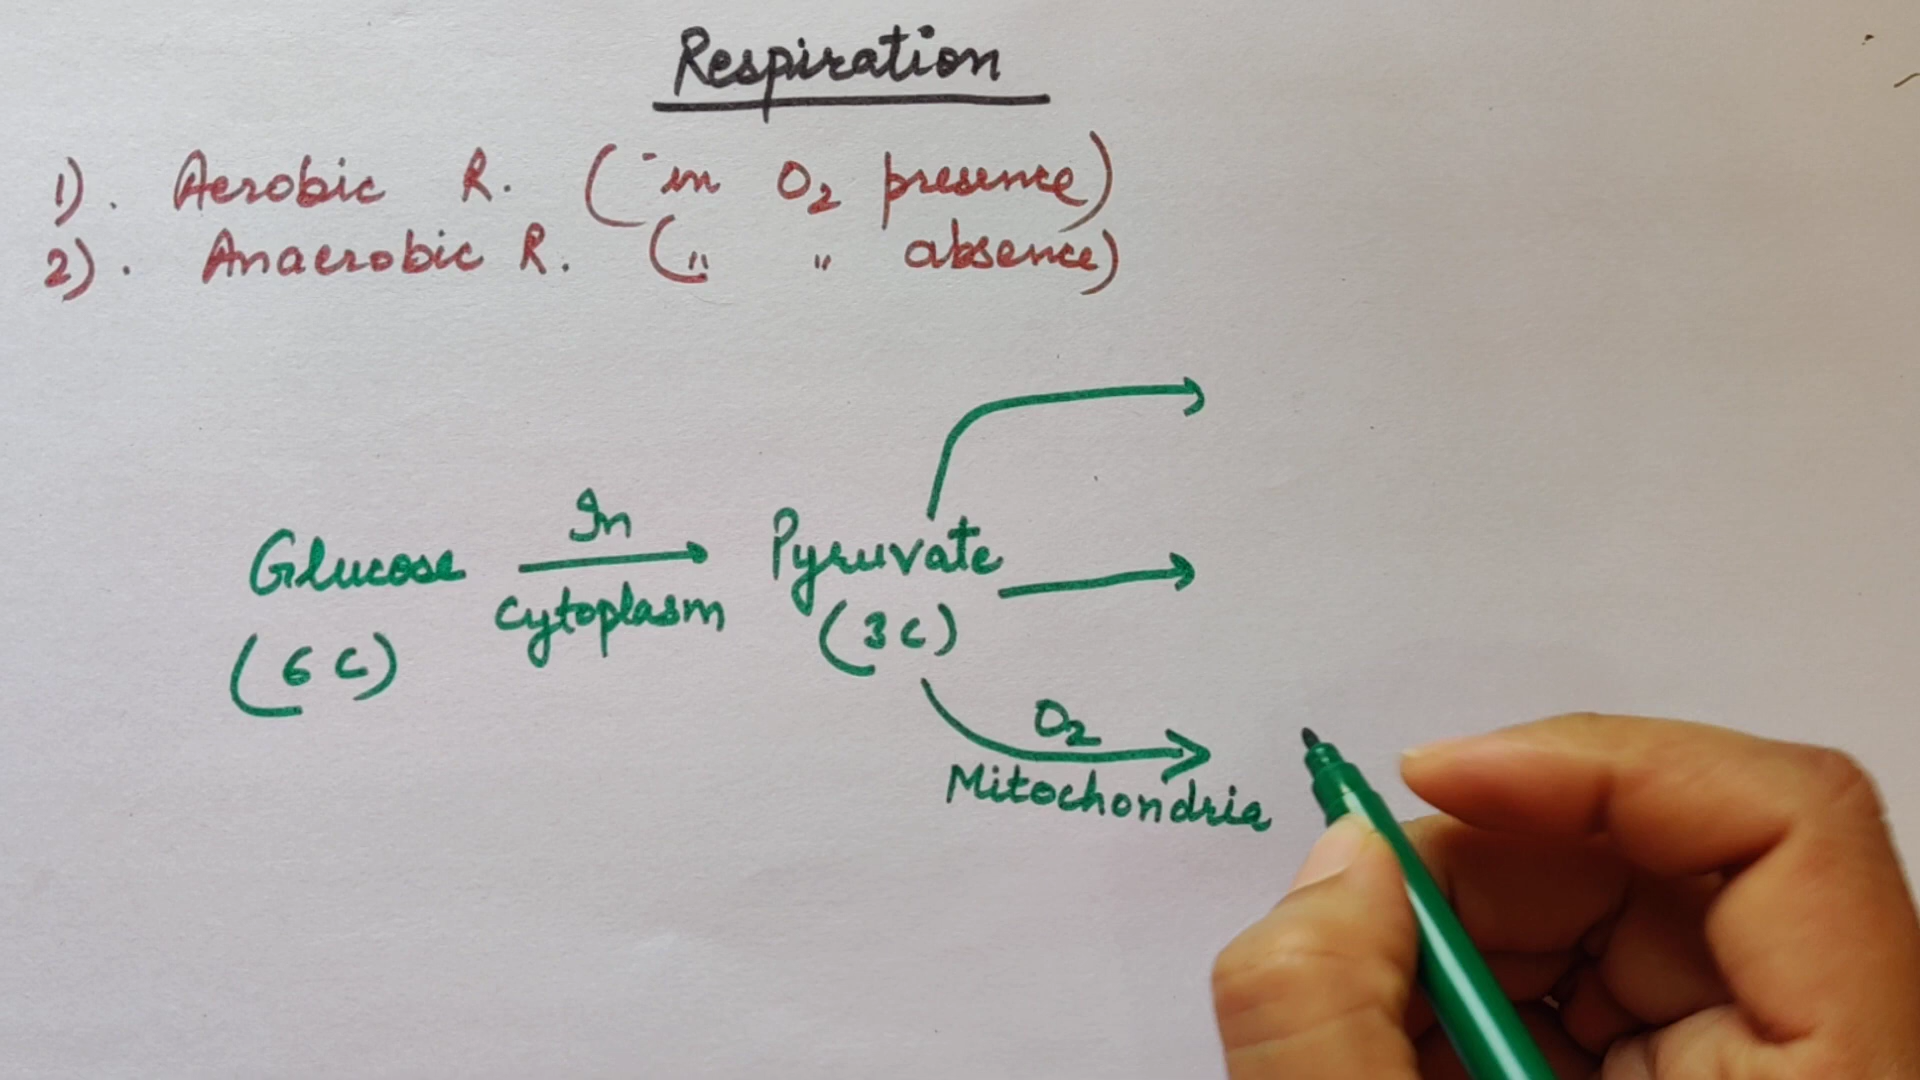 Respiration
1). Aerobic R. (in O₂ presence)
2). Anaerobic R. (" " absence)
In
Glucose → Pyruvate
cytoplasm
(6 C) (3 C)
O₂
Mitochondria